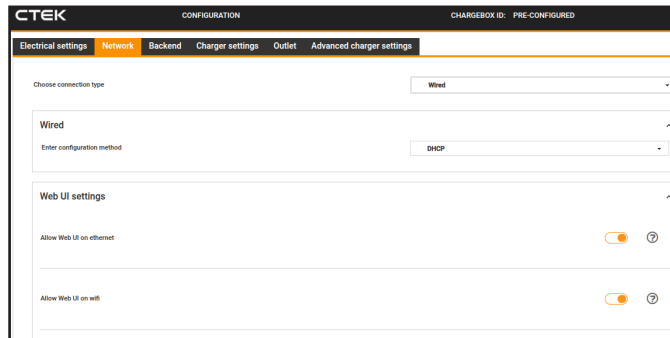 CTEK CONFIGURATION CHARGEBOX ID: PRE-CONFIGURED
Electrical settings Network Backend Charger settings Outlet Advanced charger settings
Choose connection type Wired
Wired
Enter configuration method DHCP
Web UI settings
Allow Web UI on ethernet ?
Allow Web UI on wifi ?